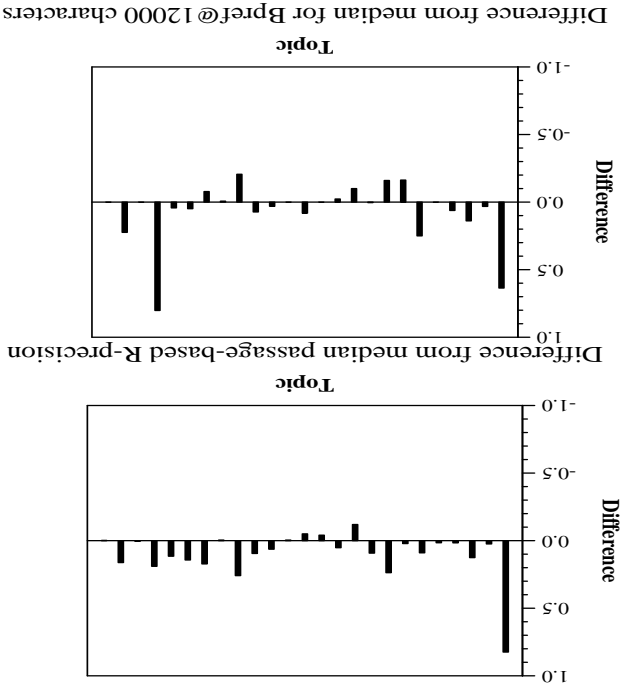 1.0
0.5
Difference
0.0
-0.5
-1.0
Topic
Difference from median passage-based R-precision
1.0
0.5
Difference
0.0
-0.5
-1.0
Topic
Difference from median for Bpref@12000 characters